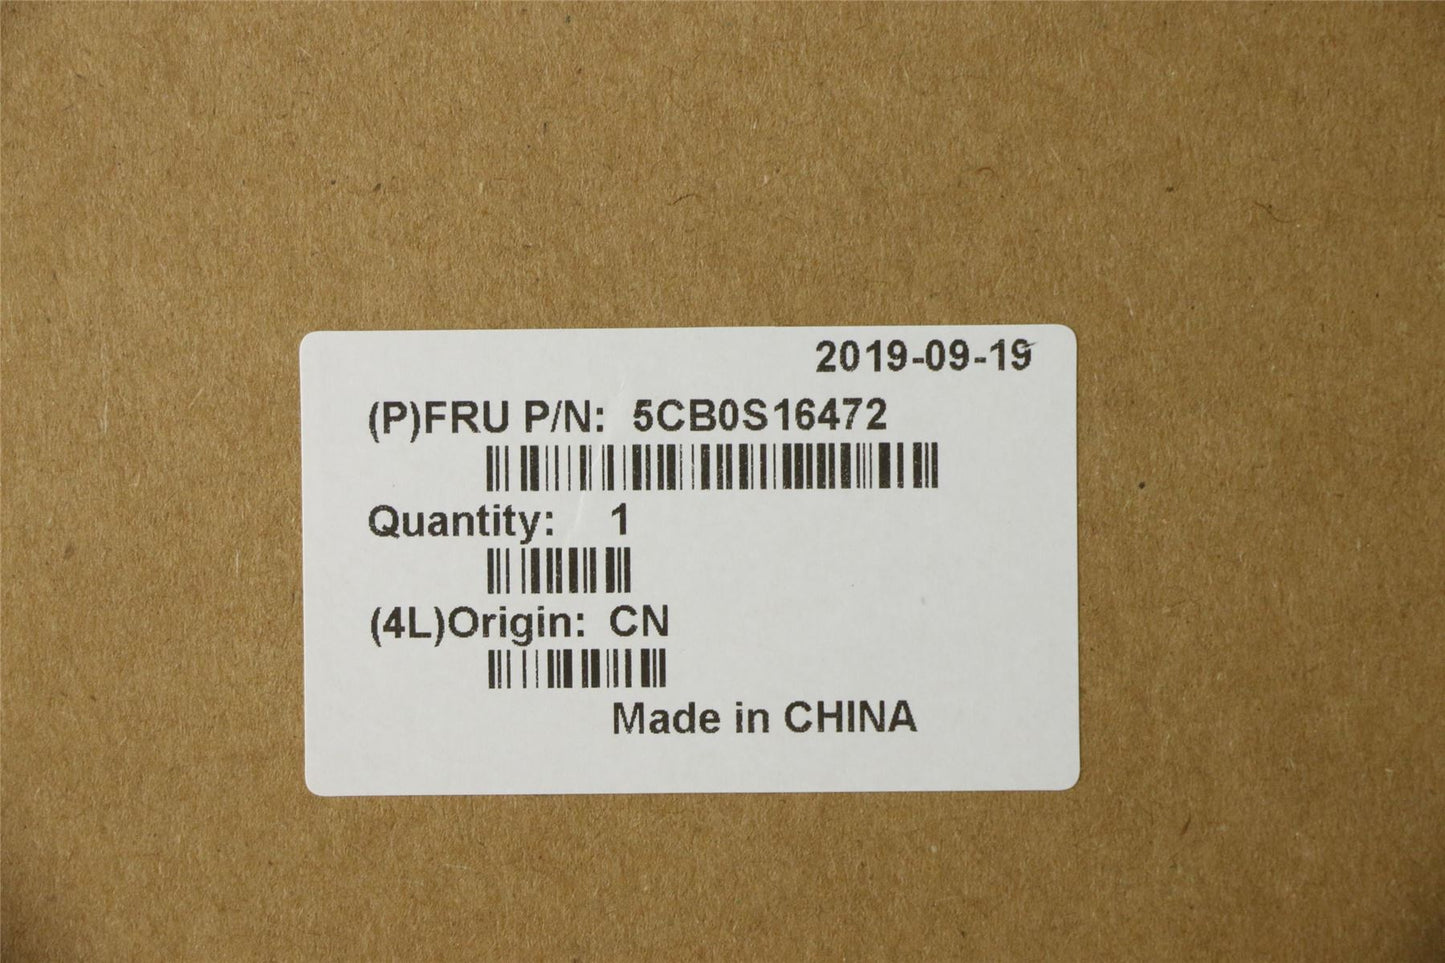 2019-09-19
(P)FRU P/N: 5CB0S16472
Quantity: 1
(4L)Origin: CN
Made in CHINA